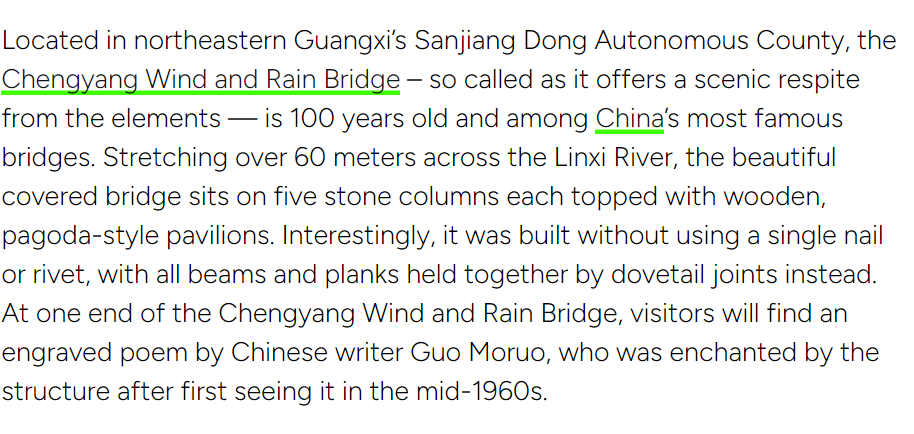 Located in northeastern Guangxi’s Sanjiang Dong Autonomous County, the
Chengyang Wind and Rain Bridge – so called as it offers a scenic respite
from the elements — is 100 years old and among China’s most famous
bridges. Stretching over 60 meters across the Linxi River, the beautiful
covered bridge sits on five stone columns each topped with wooden,
pagoda-style pavilions. Interestingly, it was built without using a single nail
or rivet, with all beams and planks held together by dovetail joints instead.
At one end of the Chengyang Wind and Rain Bridge, visitors will find an
engraved poem by Chinese writer Guo Moruo, who was enchanted by the
structure after first seeing it in the mid-1960s.